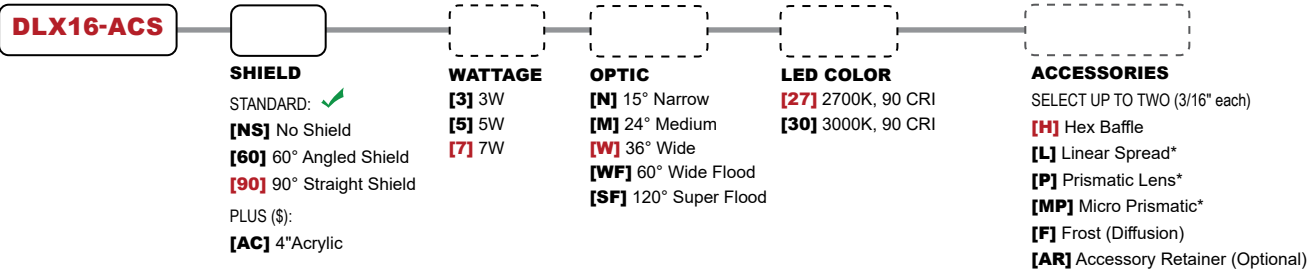 DLX16-ACS
SHIELD
STANDARD:
[NS] No Shield
[60] 60° Angled Shield
[90] 90° Straight Shield
PLUS ($):
[AC] 4"Acrylic
WATTAGE
[3] 3W
[5] 5W
[7] 7W
OPTIC
[N] 15° Narrow
[M] 24° Medium
[W] 36° Wide
[WF] 60° Wide Flood
[SF] 120° Super Flood
LED COLOR
[27] 2700K, 90 CRI
[30] 3000K, 90 CRI
ACCESSORIES
SELECT UP TO TWO (3/16" each)
[H] Hex Baffle
[L] Linear Spread*
[P] Prismatic Lens*
[MP] Micro Prismatic*
[F] Frost (Diffusion)
[AR] Accessory Retainer (Optional)